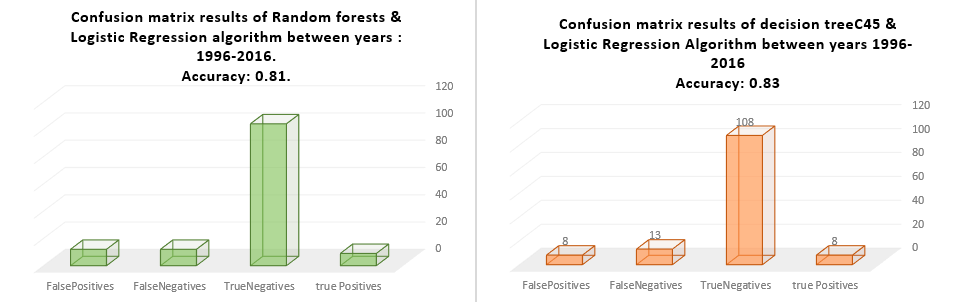 Confusion matrix results of Random forests &
Logistic Regression algorithm between years :
1996-2016.
Accuracy: 0.81.
120
100
80
60
40
20
0
FalsePositives FalseNegatives TrueNegatives true Positives
Confusion matrix results of decision treeC45 &
Logistic Regression Algorithm between years 1996-
2016
Accuracy: 0.83
120
108
100
80
60
40
20
8 13 8
0
FalsePositives FalseNegatives TrueNegatives true Positives